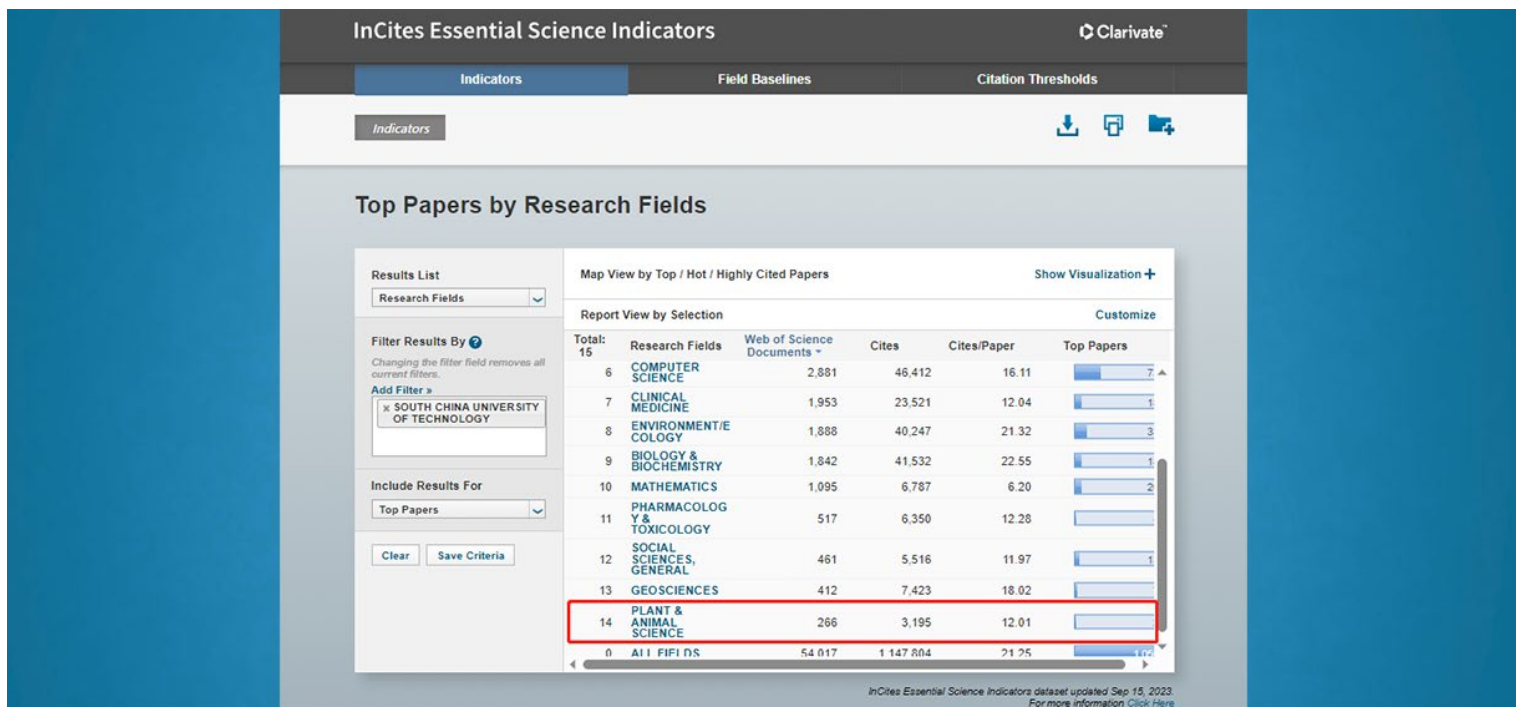 InCites Essential Science Indicators
Clarivate™
Indicators Field Baselines Citation Thresholds
Indicators
Top Papers by Research Fields
Results List
Research Fields
Filter Results By ?
Changing the filter field removes all
current filters.
Add Filter »
× SOUTH CHINA UNIVERSITY
OF TECHNOLOGY
Include Results For
Top Papers
Clear Save Criteria
Map View by Top / Hot / Highly Cited Papers Show Visualization +
Report View by Selection Customize
Total:
15 Research Fields Web of Science
Documents Cites Cites/Paper Top Papers
6 COMPUTER
SCIENCE 2,881 46,412 16.11 7
7 CLINICAL
MEDICINE 1,953 23,521 12.04 1
8 ENVIRONMENT/E
COLOGY 1,888 40,247 21.32 3
9 BIOLOGY &
BIOCHEMISTRY 1,842 41,532 22.55 1
10 MATHEMATICS 1,095 6,787 6.20 2
11 PHARMACOLOG
Y &
TOXICOLOGY 517 6,350 12.28
12 SOCIAL
SCIENCES,
GENERAL 461 5,516 11.97 1
13 GEOSCIENCES 412 7,423 18.02
14 PLANT &
ANIMAL
SCIENCE 266 3,195 12.01
0 ALL FIELDS 54,017 1,147,804 21.25
InCites Essential Science Indicators dataset updated Sep 15, 2023.
For more information Click Here